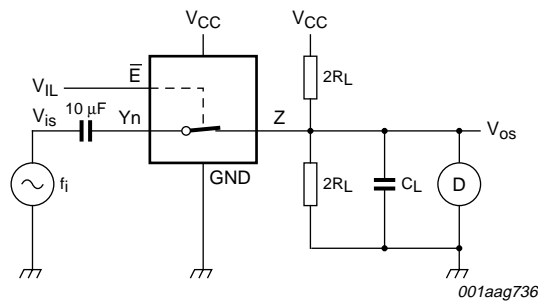 VCC
VCC
E̅
2RL
VIL
Vis
10 μF
Yn
Z
Vos
fi
GND
2RL
CL
D
001aag736